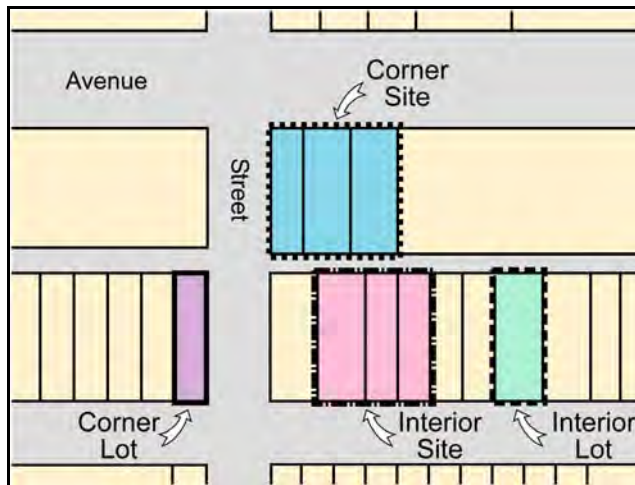 Avenue
Corner
Site
Street
Corner
Lot
Interior
Site
Interior
Lot